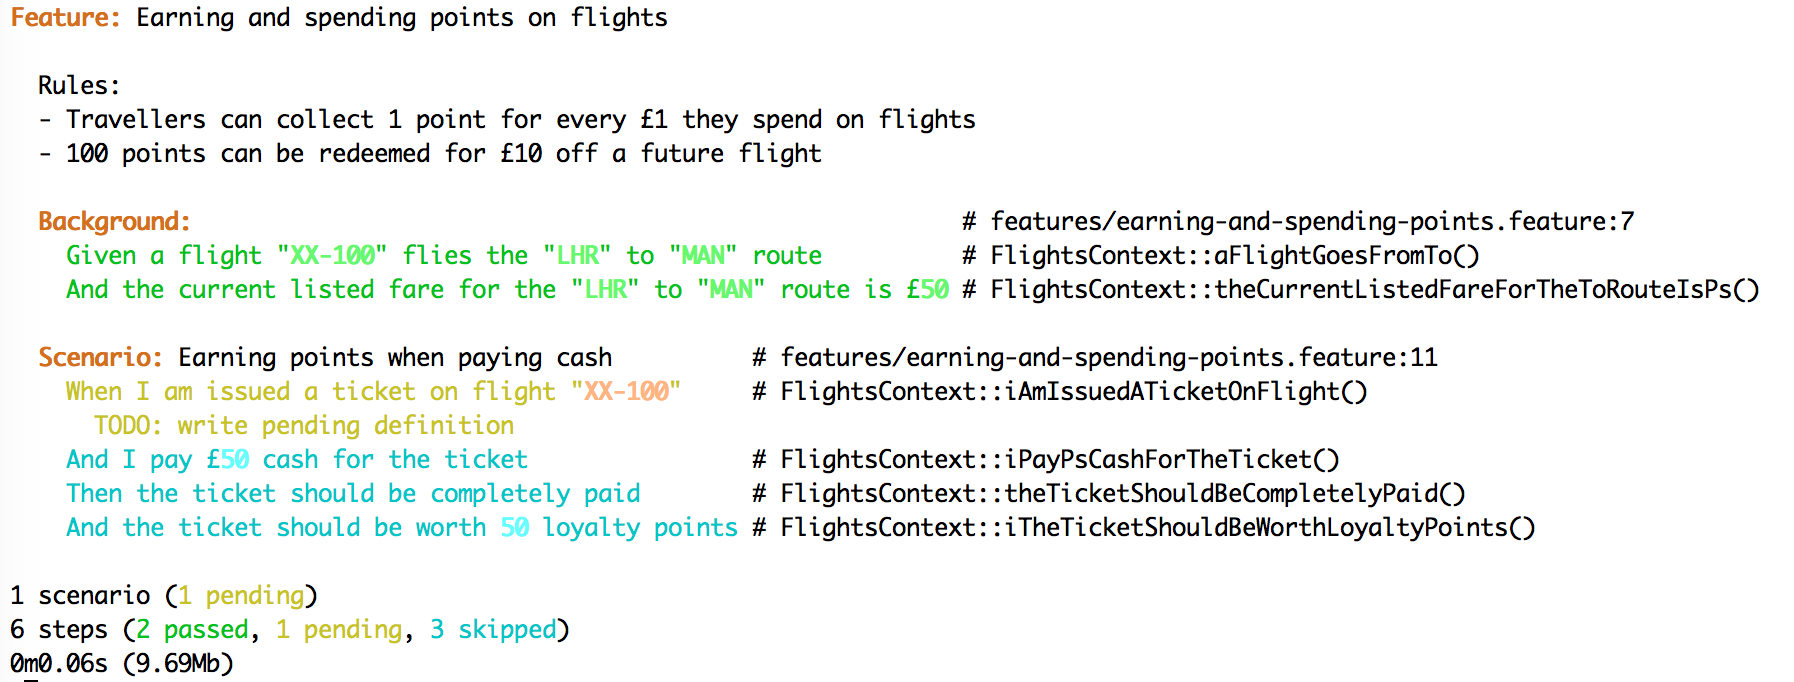 Feature: Earning and spending points on flights
Rules:
- Travellers can collect 1 point for every £1 they spend on flights
- 100 points can be redeemed for £10 off a future flight
Background: # features/earning-and-spending-points.feature:7
Given a flight "XX-100" flies the "LHR" to "MAN" route # FlightsContext::aFlightGoesFromTo()
And the current listed fare for the "LHR" to "MAN" route is £50 # FlightsContext::theCurrentListedFareForTheToRouteIsPs()
Scenario: Earning points when paying cash # features/earning-and-spending-points.feature:11
When I am issued a ticket on flight "XX-100" # FlightsContext::iAmIssuedATicketOnFlight()
TODO: write pending definition
And I pay £50 cash for the ticket # FlightsContext::iPayPsCashForTheTicket()
Then the ticket should be completely paid # FlightsContext::theTicketShouldBeCompletelyPaid()
And the ticket should be worth 50 loyalty points # FlightsContext::iTheTicketShouldBeWorthLoyaltyPoints()
1 scenario (1 pending)
6 steps (2 passed, 1 pending, 3 skipped)
0m0.06s (9.69Mb)